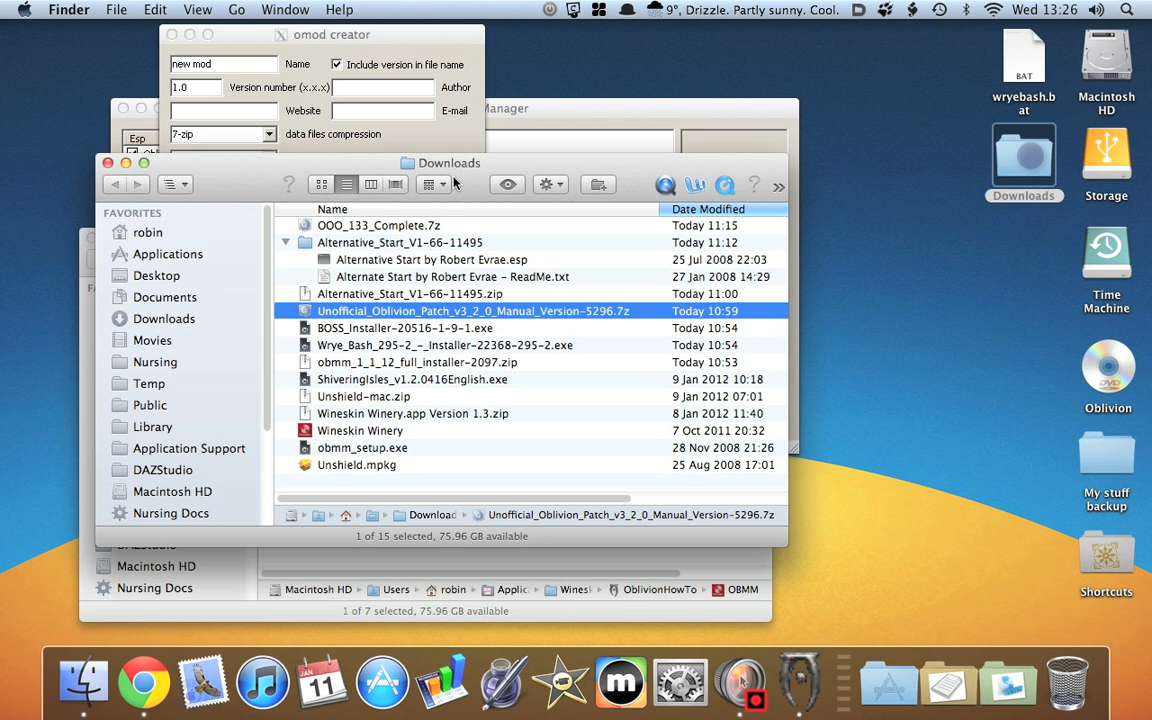 Finder File Edit View Go Window Help 9°, Drizzle. Partly sunny. Cool. Wed 13:26
omod creator
new mod Name Include version in file name
1.0 Version number (x.x.x) Author
Website E-mail
7-zip data files compression
Manager
Esp
Downloads
FAVORITES
robin
Applications
Desktop
Documents
Downloads
Movies
Nursing
Temp
Public
Library
Application Support
DAZStudio
Macintosh HD
Nursing Docs
Name Date Modified
OOO_133_Complete.7z Today 11:15
Alternative_Start_V1-66-11495 Today 11:12
Alternative Start by Robert Evrae.esp 25 Jul 2008 22:03
Alternate Start by Robert Evrae - ReadMe.txt 27 Jan 2008 14:29
Alternative_Start_V1-66-11495.zip Today 11:00
Unofficial_Oblivion_Patch_v3_2_0_Manual_Version-5296.7z Today 10:59
BOSS_Installer-20516-1-9-1.exe Today 10:54
Wrye_Bash_295-2_-_Installer-22368-295-2.exe Today 10:54
obmm_1_1_12_full_installer-2097.zip Today 10:53
ShiveringIsles_v1.2.0416English.exe 9 Jan 2012 10:18
Unshield-mac.zip 9 Jan 2012 07:01
Wineskin Winery.app Version 1.3.zip 8 Jan 2012 11:40
Wineskin Winery 7 Oct 2011 20:32
obmm_setup.exe 28 Nov 2008 21:26
Unshield.mpkg 25 Aug 2008 17:01
Unofficial_Oblivion_Patch_v3_2_0_Manual_Version-5296.7z
1 of 15 selected, 75.96 GB available
DAZStudio
Macintosh HD
Nursing Docs
Macintosh HD Users robin OblivionHowTo OBMM
1 of 7 selected, 75.96 GB available
BAT
wryebash.b
at
Downloads
Macintosh
HD
Storage
Time
Machine
DVD
Oblivion
My stuff
backup
Shortcuts
JAN
11